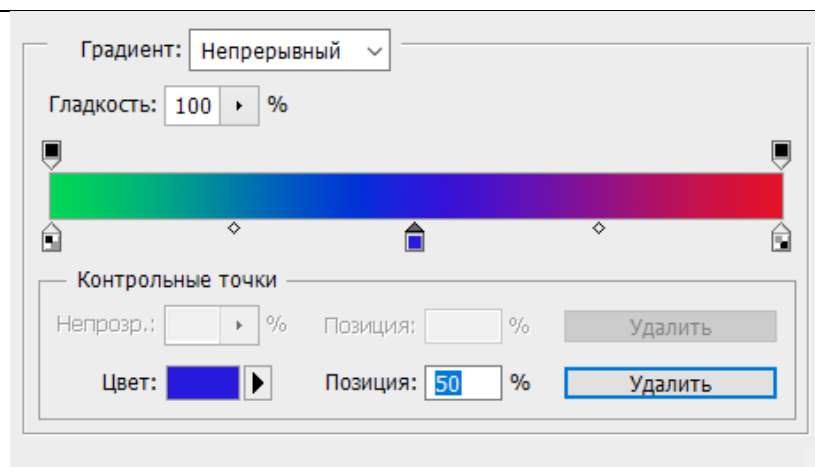 Градиент: Непрерывный
Гладкость: 100 %
Контрольные точки
Непрозр.: % Позиция: % Удалить
Цвет: Позиция: 50 % Удалить